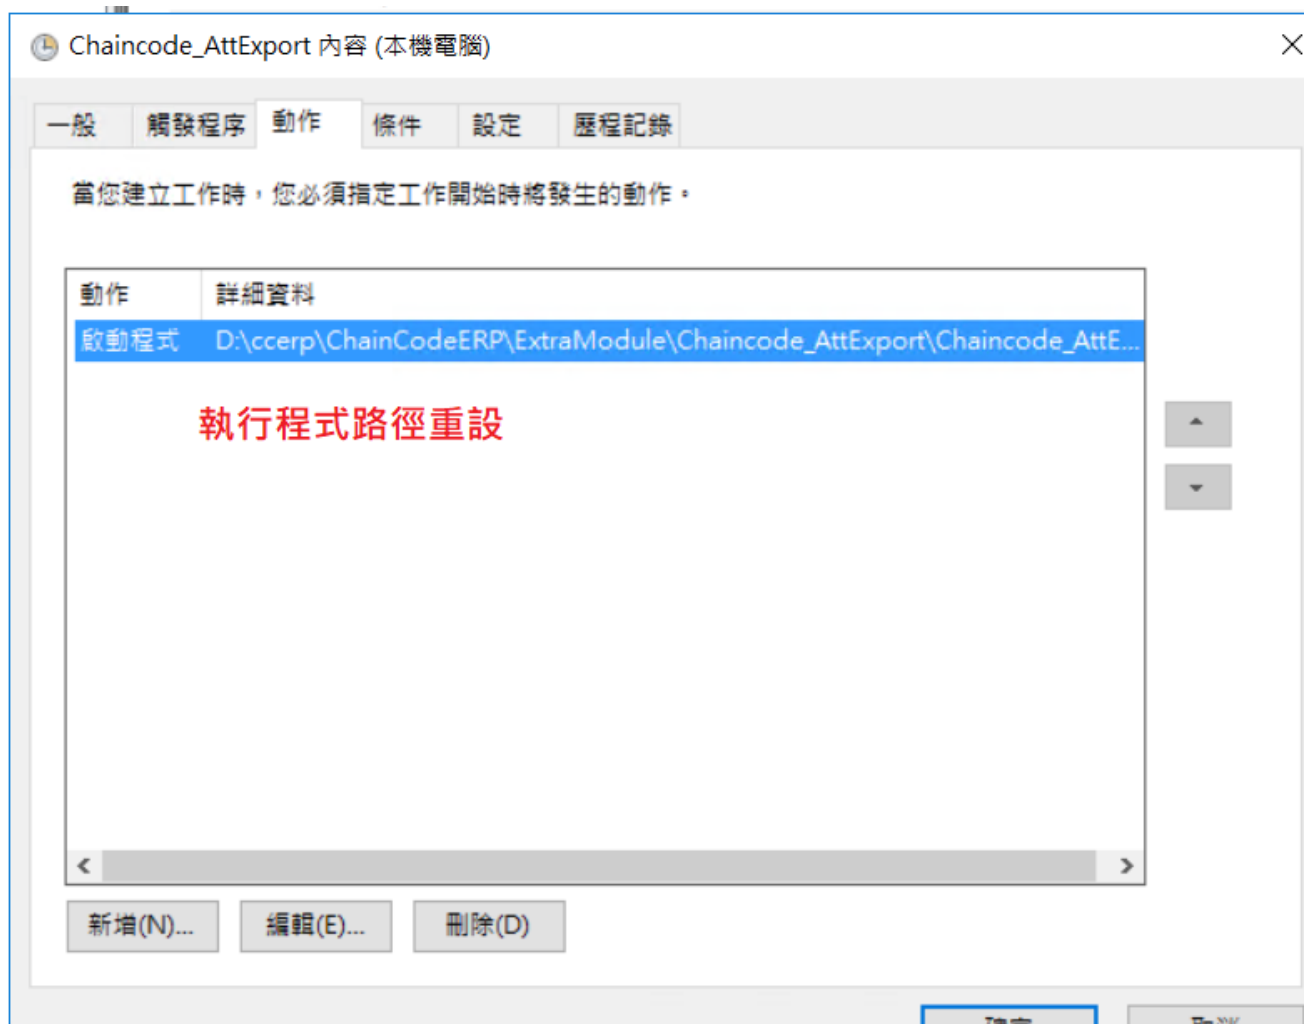 Chaincode_AttExport 內容 (本機電腦)
一般 觸發程序 動作 條件 設定 歷程記錄
當您建立工作時，您必須指定工作開始時將發生的動作。
動作 詳細資料
啟動程式 D:\ccerp\ChainCodeERP\ExtraModule\Chaincode_AttExport\Chaincode_AttE...
執行程式路徑重設
新增(N)... 編輯(E)... 刪除(D)